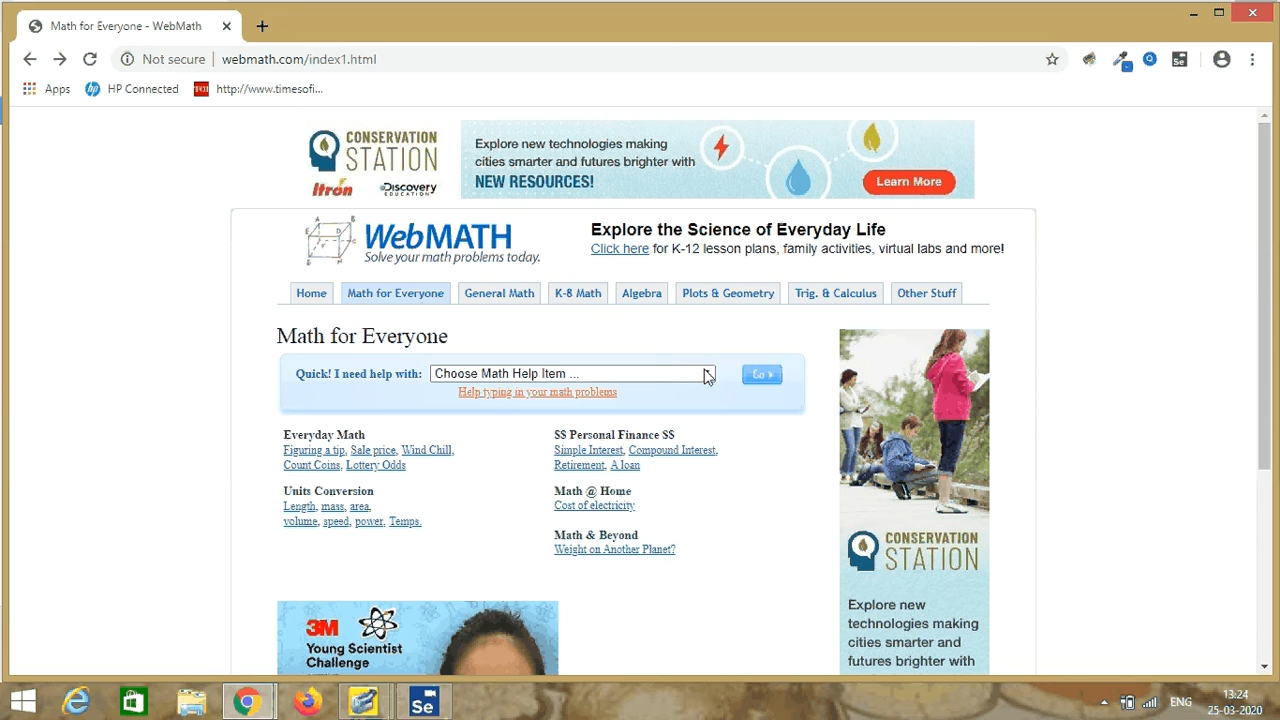 Math for Everyone - WebMath
Not secure | webmath.com/index1.html
Apps HP Connected TOI http://www.timesofi...
CONSERVATION
STATION
Itron Discovery
EDUCATION
Explore new technologies making
cities smarter and futures brighter with
NEW RESOURCES!
Learn More
WebMATH
Solve your math problems today.
Explore the Science of Everyday Life
Click here for K-12 lesson plans, family activities, virtual labs and more!
Home Math for Everyone General Math K-8 Math Algebra Plots & Geometry Trig. & Calculus Other Stuff
Math for Everyone
Quick! I need help with: Choose Math Help Item ... Go
Help typing in your math problems
Everyday Math
Figuring a tip, Sale price, Wind Chill,
Count Coins, Lottery Odds
Units Conversion
Length, mass, area,
volume, speed, power, Temps.
$$ Personal Finance $$
Simple Interest, Compound Interest,
Retirement, A loan
Math @ Home
Cost of electricity
Math & Beyond
Weight on Another Planet?
CONSERVATION
STATION
Explore new
technologies making
cities smarter and
futures brighter with
3M
Young Scientist
Challenge
Se
Se
ENG
13:24
25-03-2020